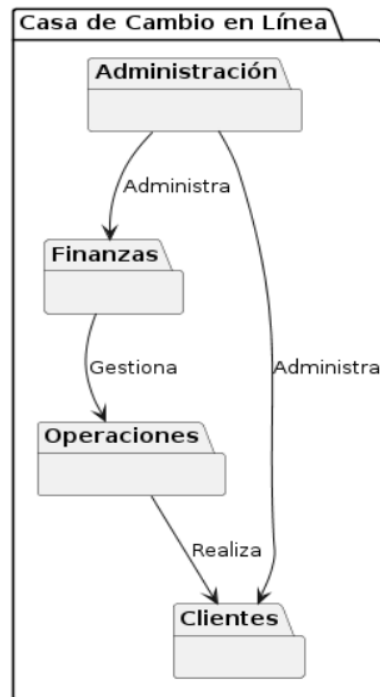 Casa de Cambio en Línea
Administración
Administra
Finanzas
Gestiona
Administra
Operaciones
Realiza
Clientes